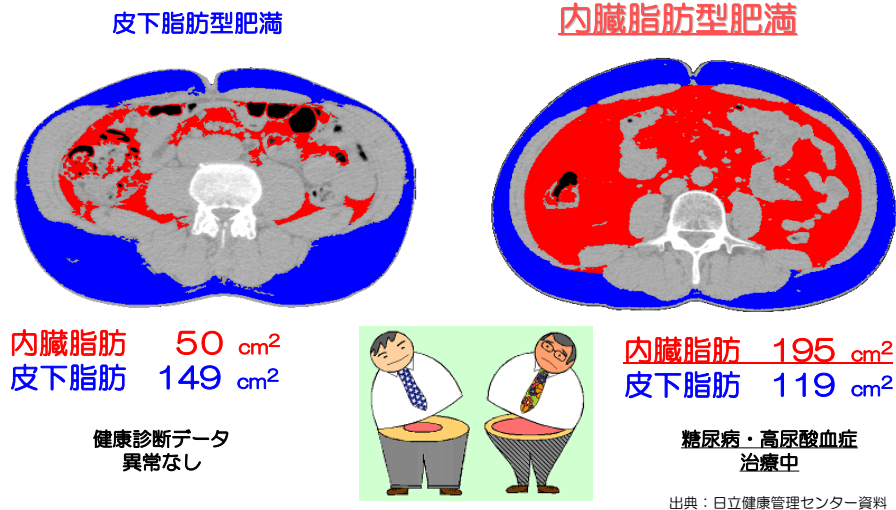 皮下脂肪型肥満
内臓脂肪型肥満
内臓脂肪 50 cm²
皮下脂肪 149 cm²
健康診断データ
異常なし
内臓脂肪 195 cm²
皮下脂肪 119 cm²
糖尿病・高尿酸血症
治療中
出典：日立健康管理センター資料